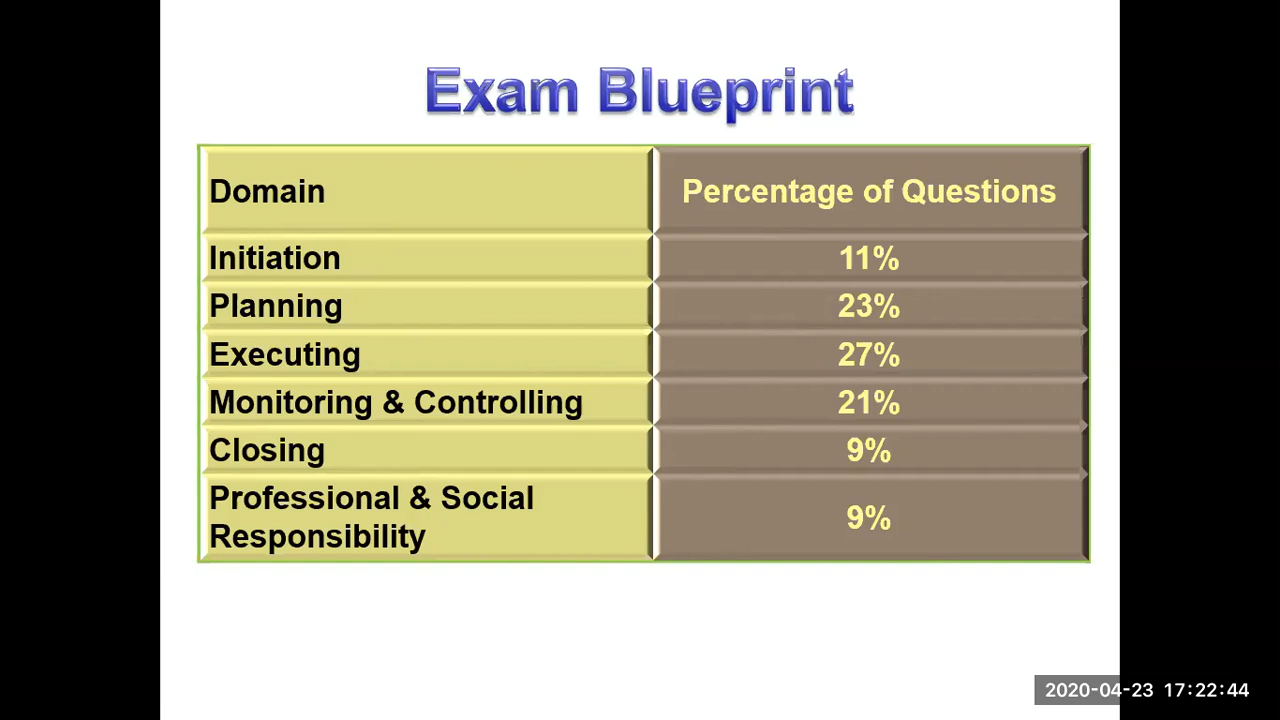 Exam Blueprint
Domain Percentage of Questions
Initiation 11%
Planning 23%
Executing 27%
Monitoring & Controlling 21%
Closing 9%
Professional & Social
Responsibility 9%
2020-04-23 17:22:44